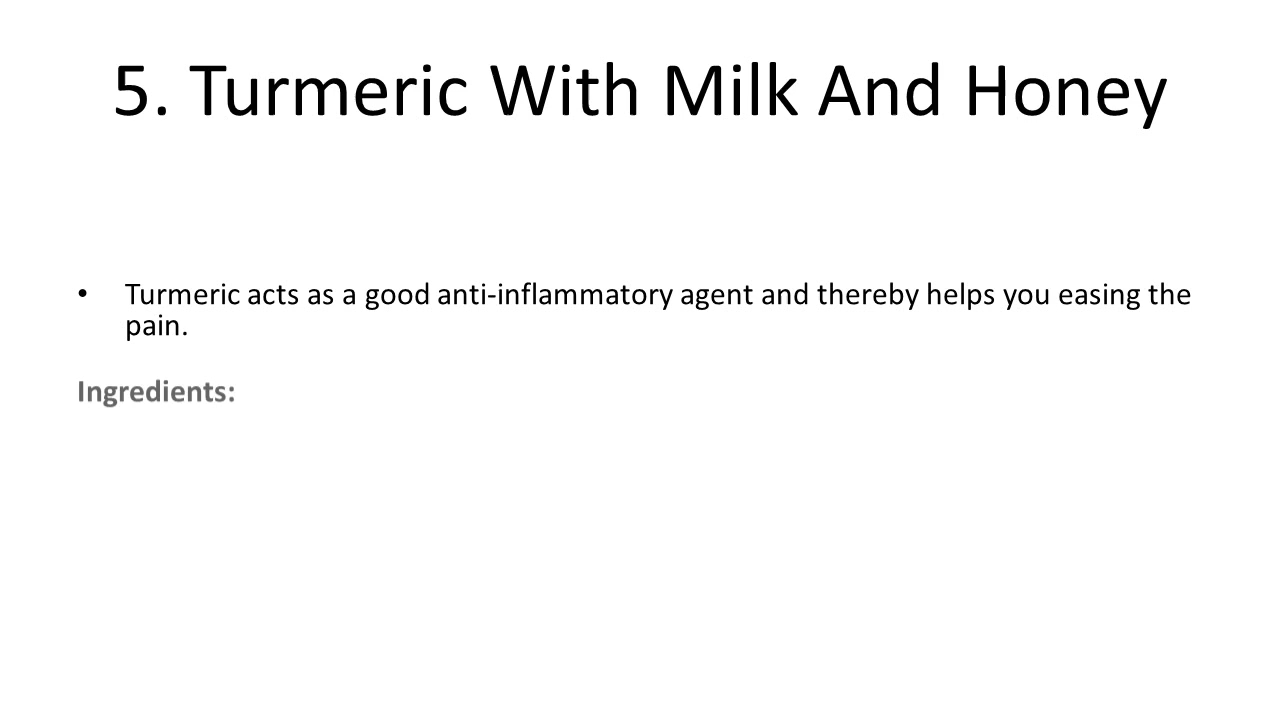 5. Turmeric With Milk And Honey
• Turmeric acts as a good anti-inflammatory agent and thereby helps you easing the
pain.
Ingredients: